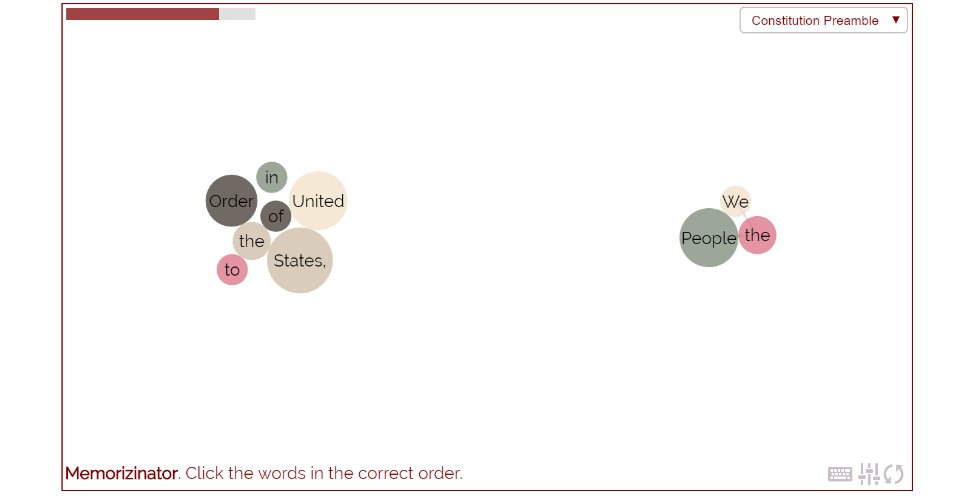 Constitution Preamble
in
Order
United
of
the
States,
to
We
People
the
Memorizinator. Click the words in the correct order.